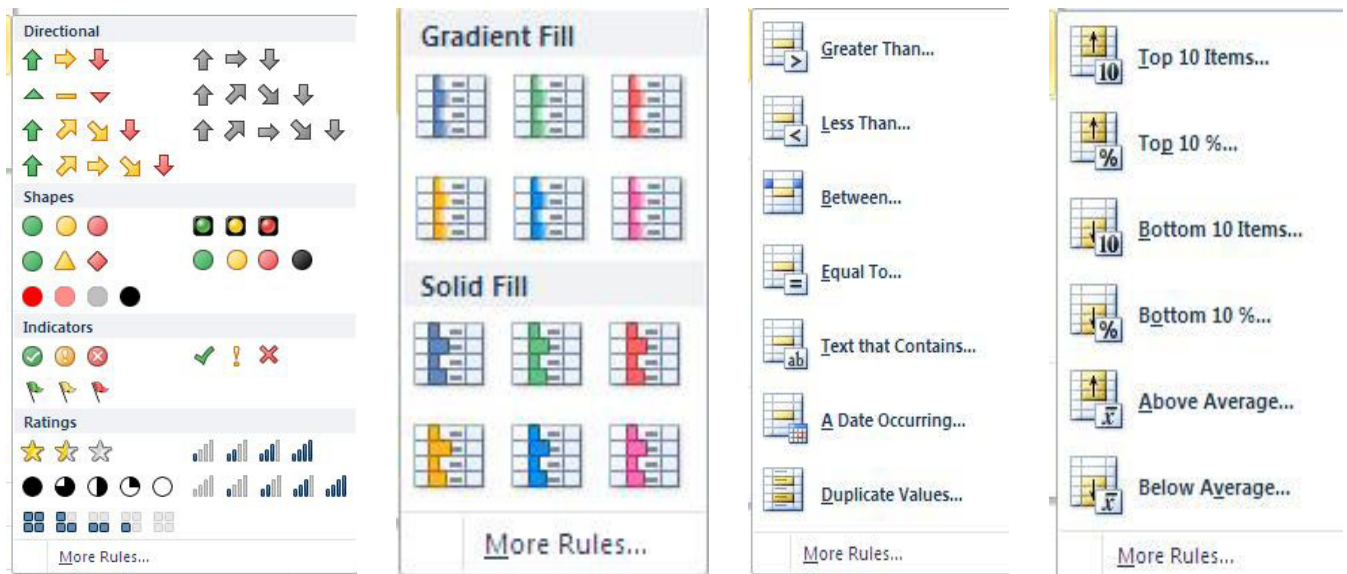 Directional
Shapes
Indicators
Ratings
More Rules...
Gradient Fill
Solid Fill
More Rules...
Greater Than...
Less Than...
Between...
Equal To...
Text that Contains...
A Date Occurring...
Duplicate Values...
More Rules...
Top 10 Items...
Top 10 %...
Bottom 10 Items...
Bottom 10 %...
Above Average...
Below Average...
More Rules...